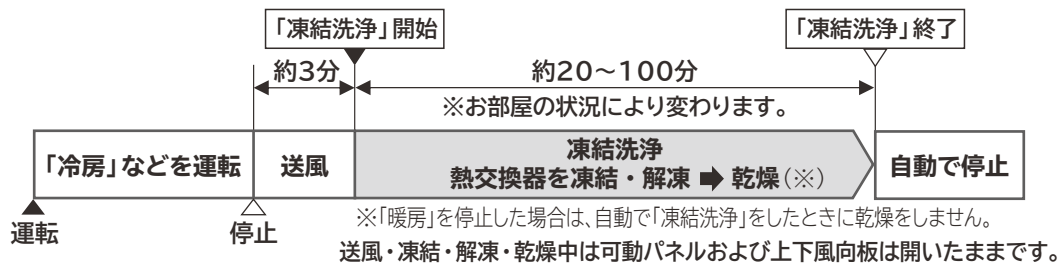 「凍結洗浄」開始
「凍結洗浄」終了
約3分
約20～100分
※お部屋の状況により変わります。
「冷房」などを運転
送風
凍結洗浄
熱交換器を凍結・解凍 ➡ 乾燥(※)
自動で停止
運転
停止
※「暖房」を停止した場合は、自動で「凍結洗浄」をしたときに乾燥をしません。
送風・凍結・解凍・乾燥中は可動パネルおよび上下風向板は開いたままです。